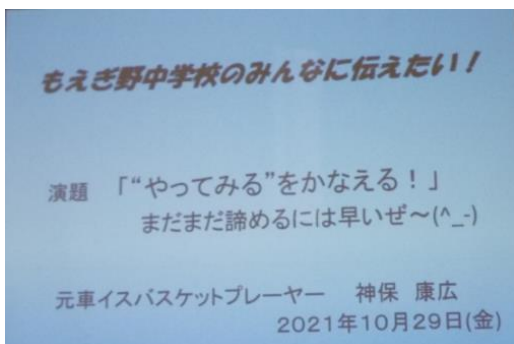 もえぎ野中学校のみんなに伝えたい！
演題 「“やってみる”をかなえる！」
まだまだ諦めるには早いぜ～(^_-)
元車イスバスケットプレーヤー 神保 康広
2021年10月29日(金)